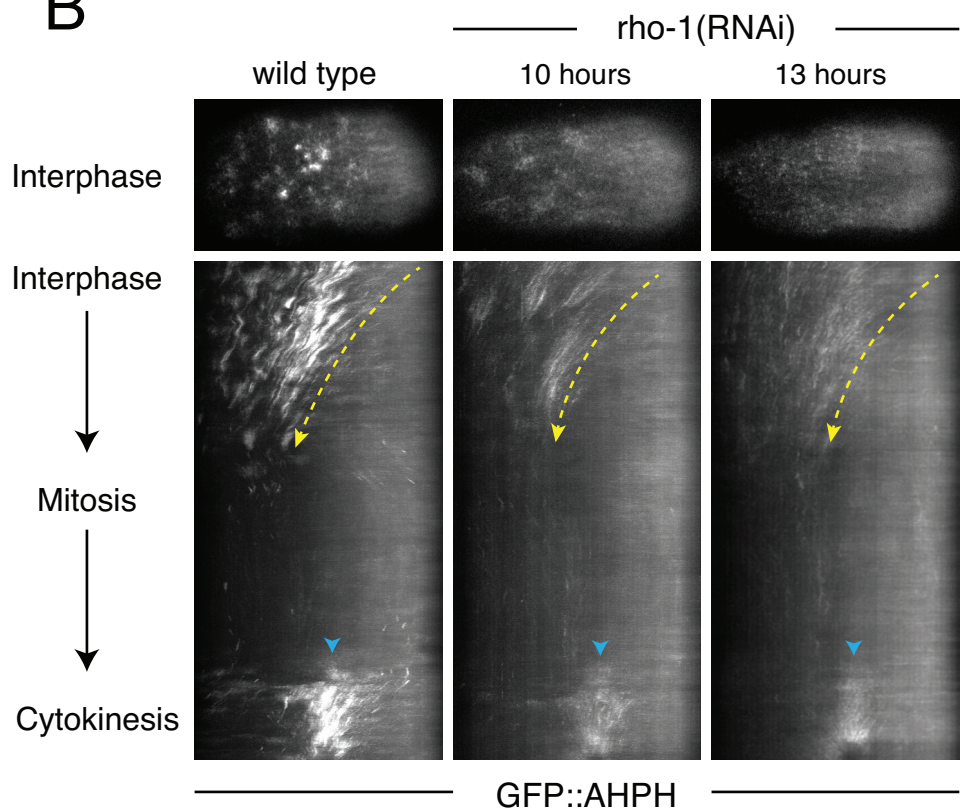 B
rho-1(RNAi)
wild type
10 hours
13 hours
Interphase
Interphase
Mitosis
Cytokinesis
GFP::AHPH